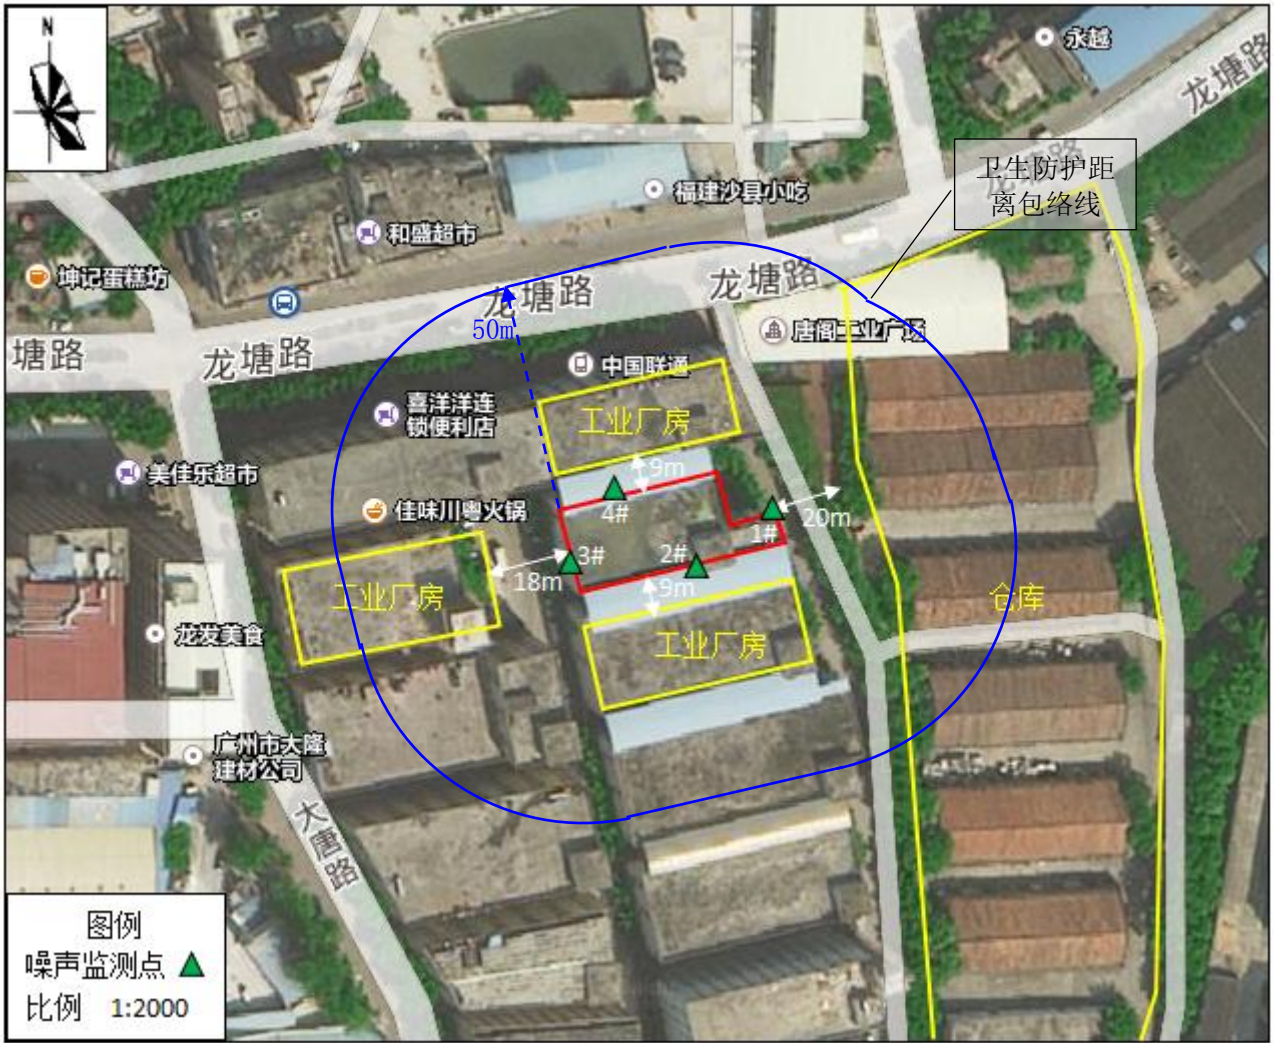 N
永越
龙塘路
龙塘路
卫生防护距
离包络线
福建沙县小吃
和盛超市
坤记蛋糕坊
龙塘路
龙塘路
50m
唐阁工业广场
塘路
龙塘路
中国联通
喜洋洋连
锁便利店
工业厂房
美佳乐超市
9m
佳味川粤火锅
4#
20m
1#
3#
2#
18m
9m
工业厂房
仓库
龙发美食
工业厂房
广州市大隆
建材公司
大唐路
图例
噪声监测点
比例 1:2000